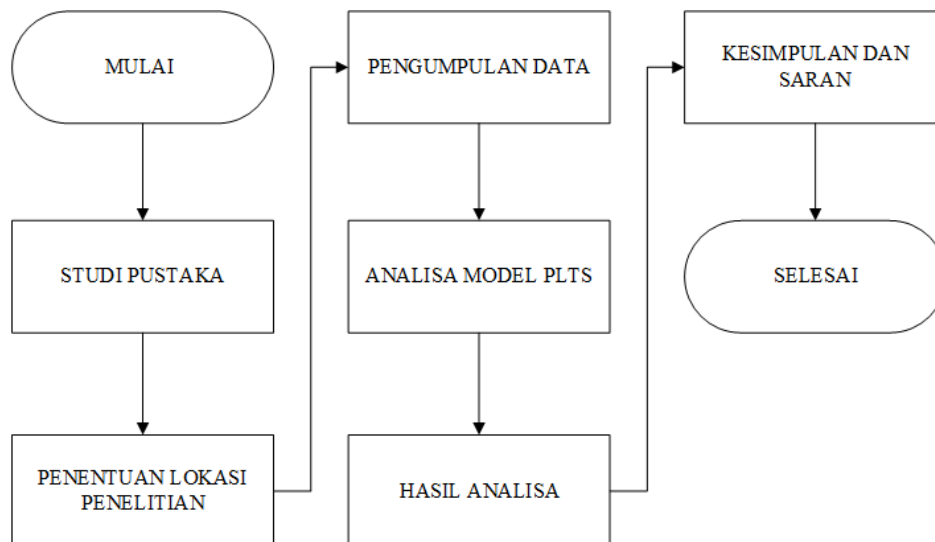 MULAI
STUDI PUSTAKA
PENENTUAN LOKASI
PENELITIAN
PENGUMPULAN DATA
ANALISA MODEL PLTS
HASIL ANALISA
KESIMPULAN DAN
SARAN
SELESAI